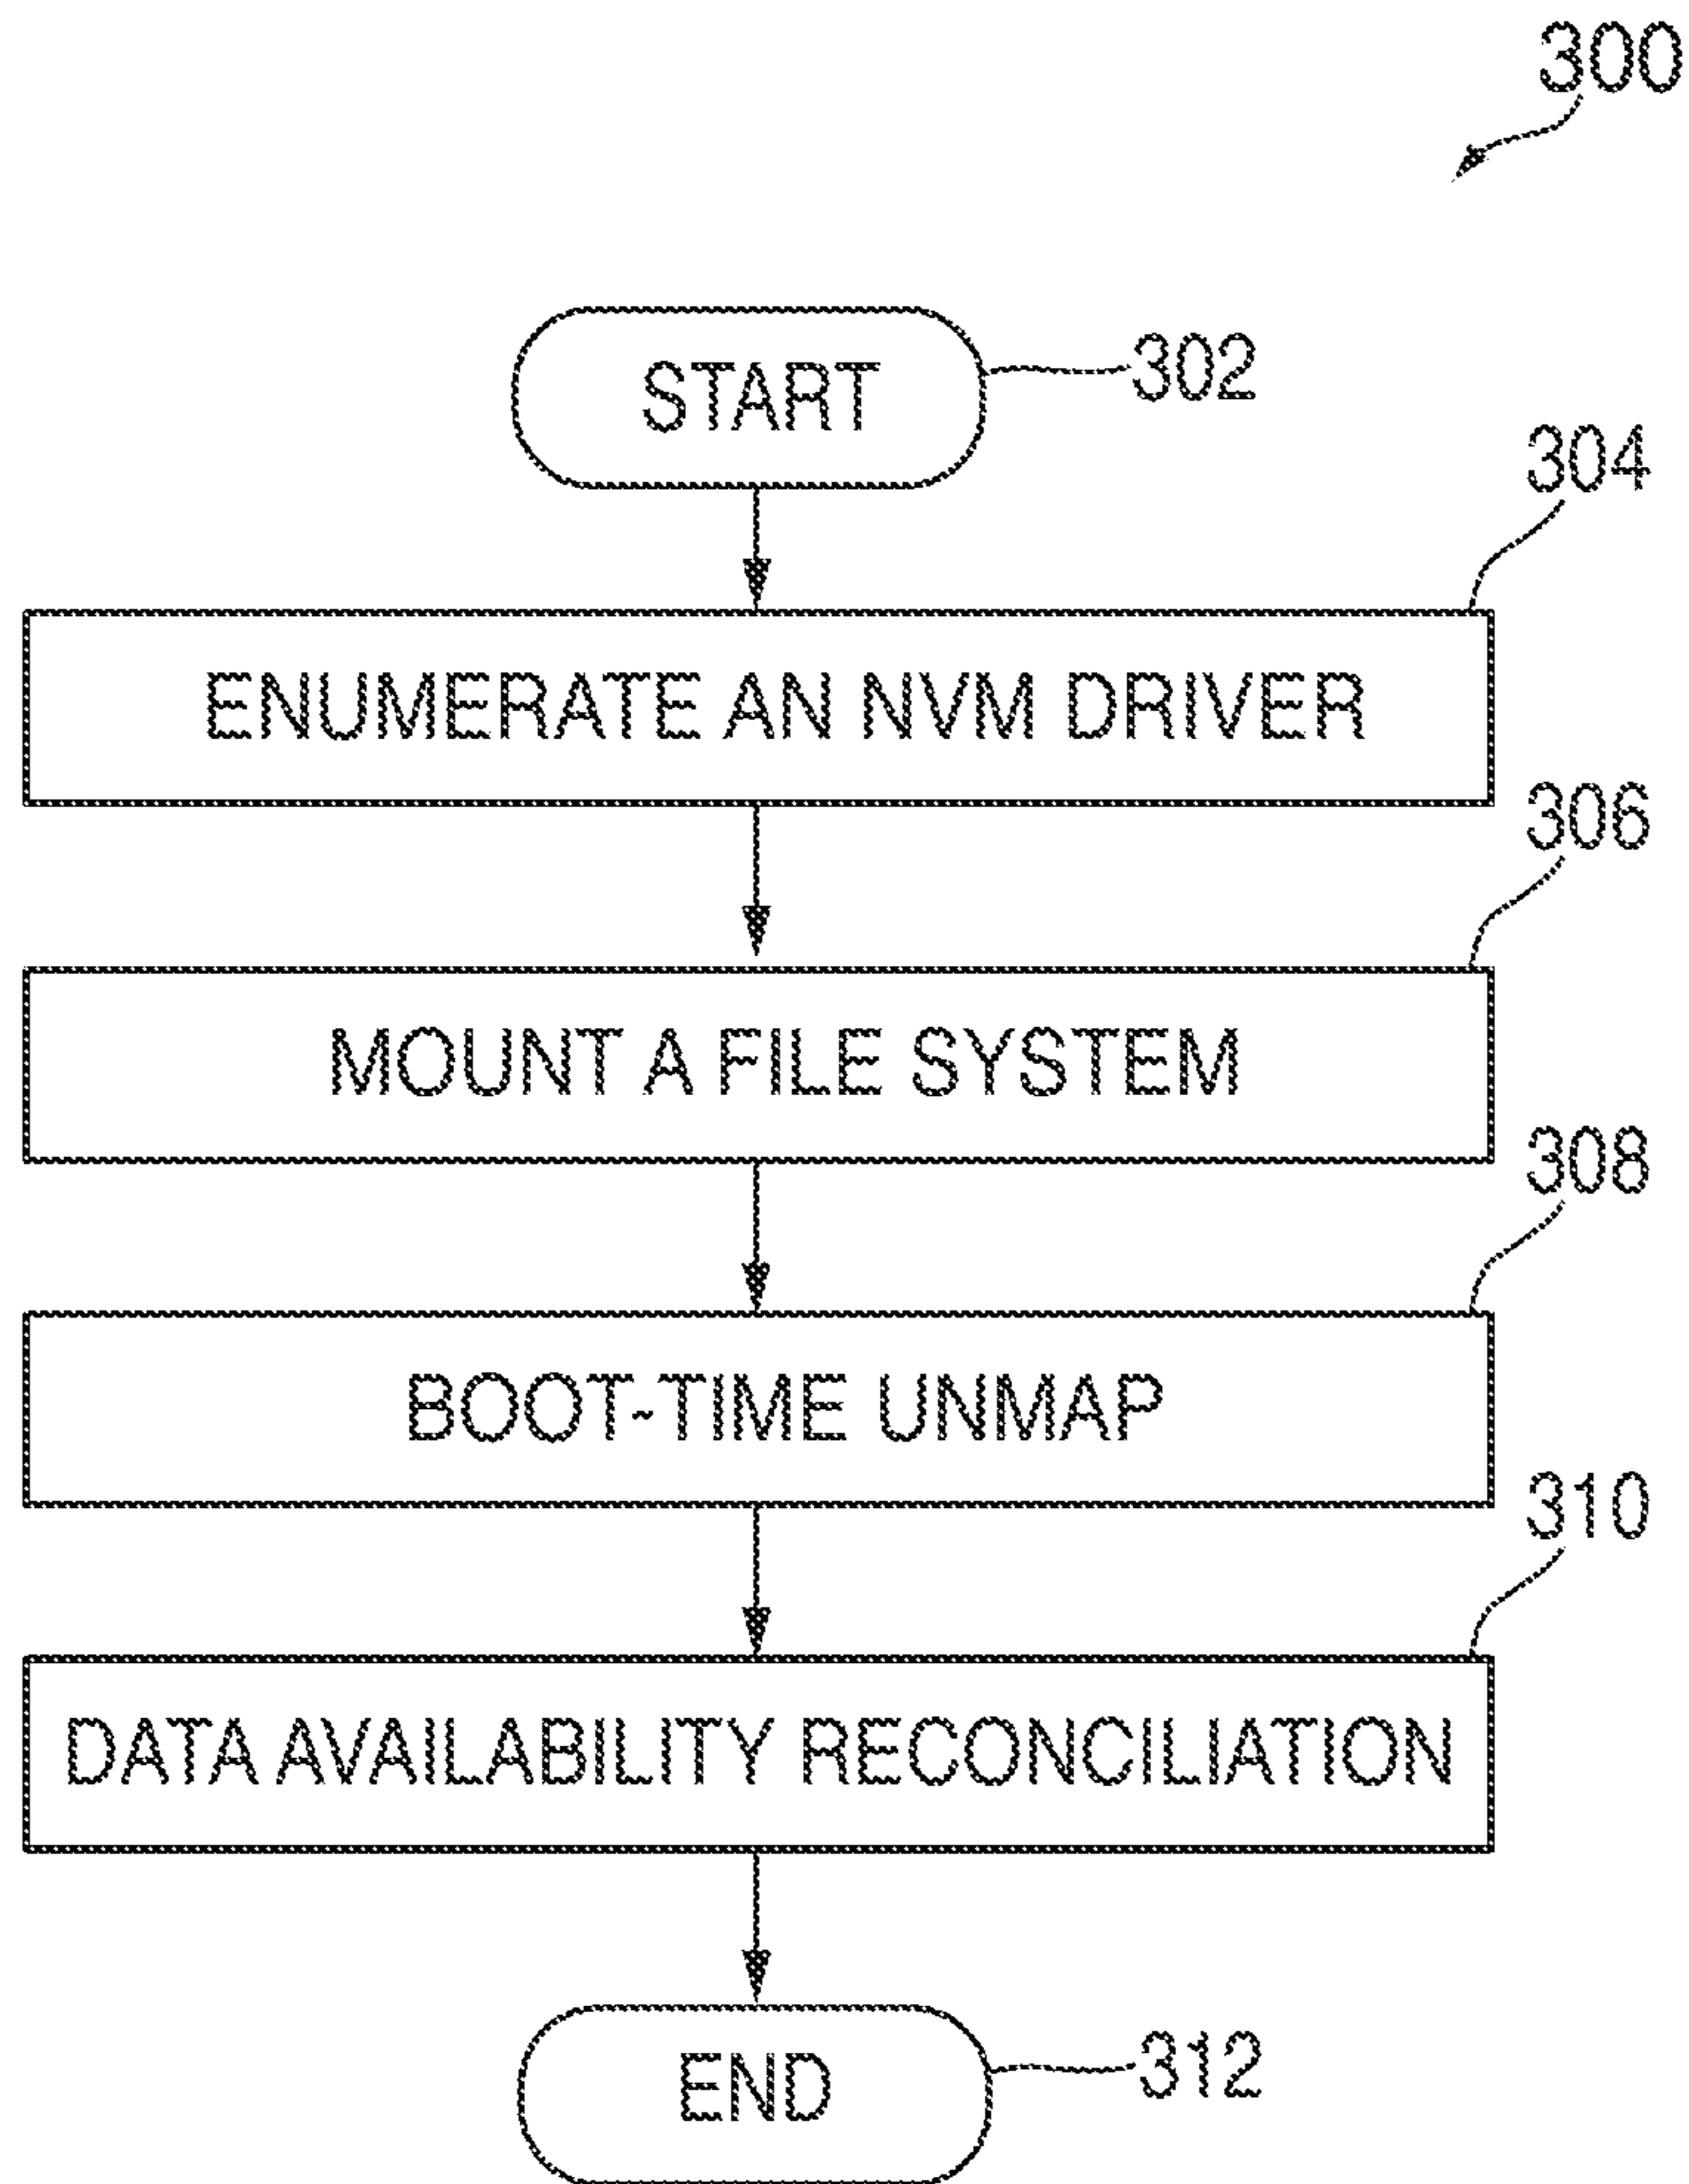 300
START
302
304
ENUMERATE AN NVM DRIVER
306
MOUNT A FILE SYSTEM
308
BOOT-TIME UNMAP
310
DATA AVAILABILITY RECONCILIATION
END
312